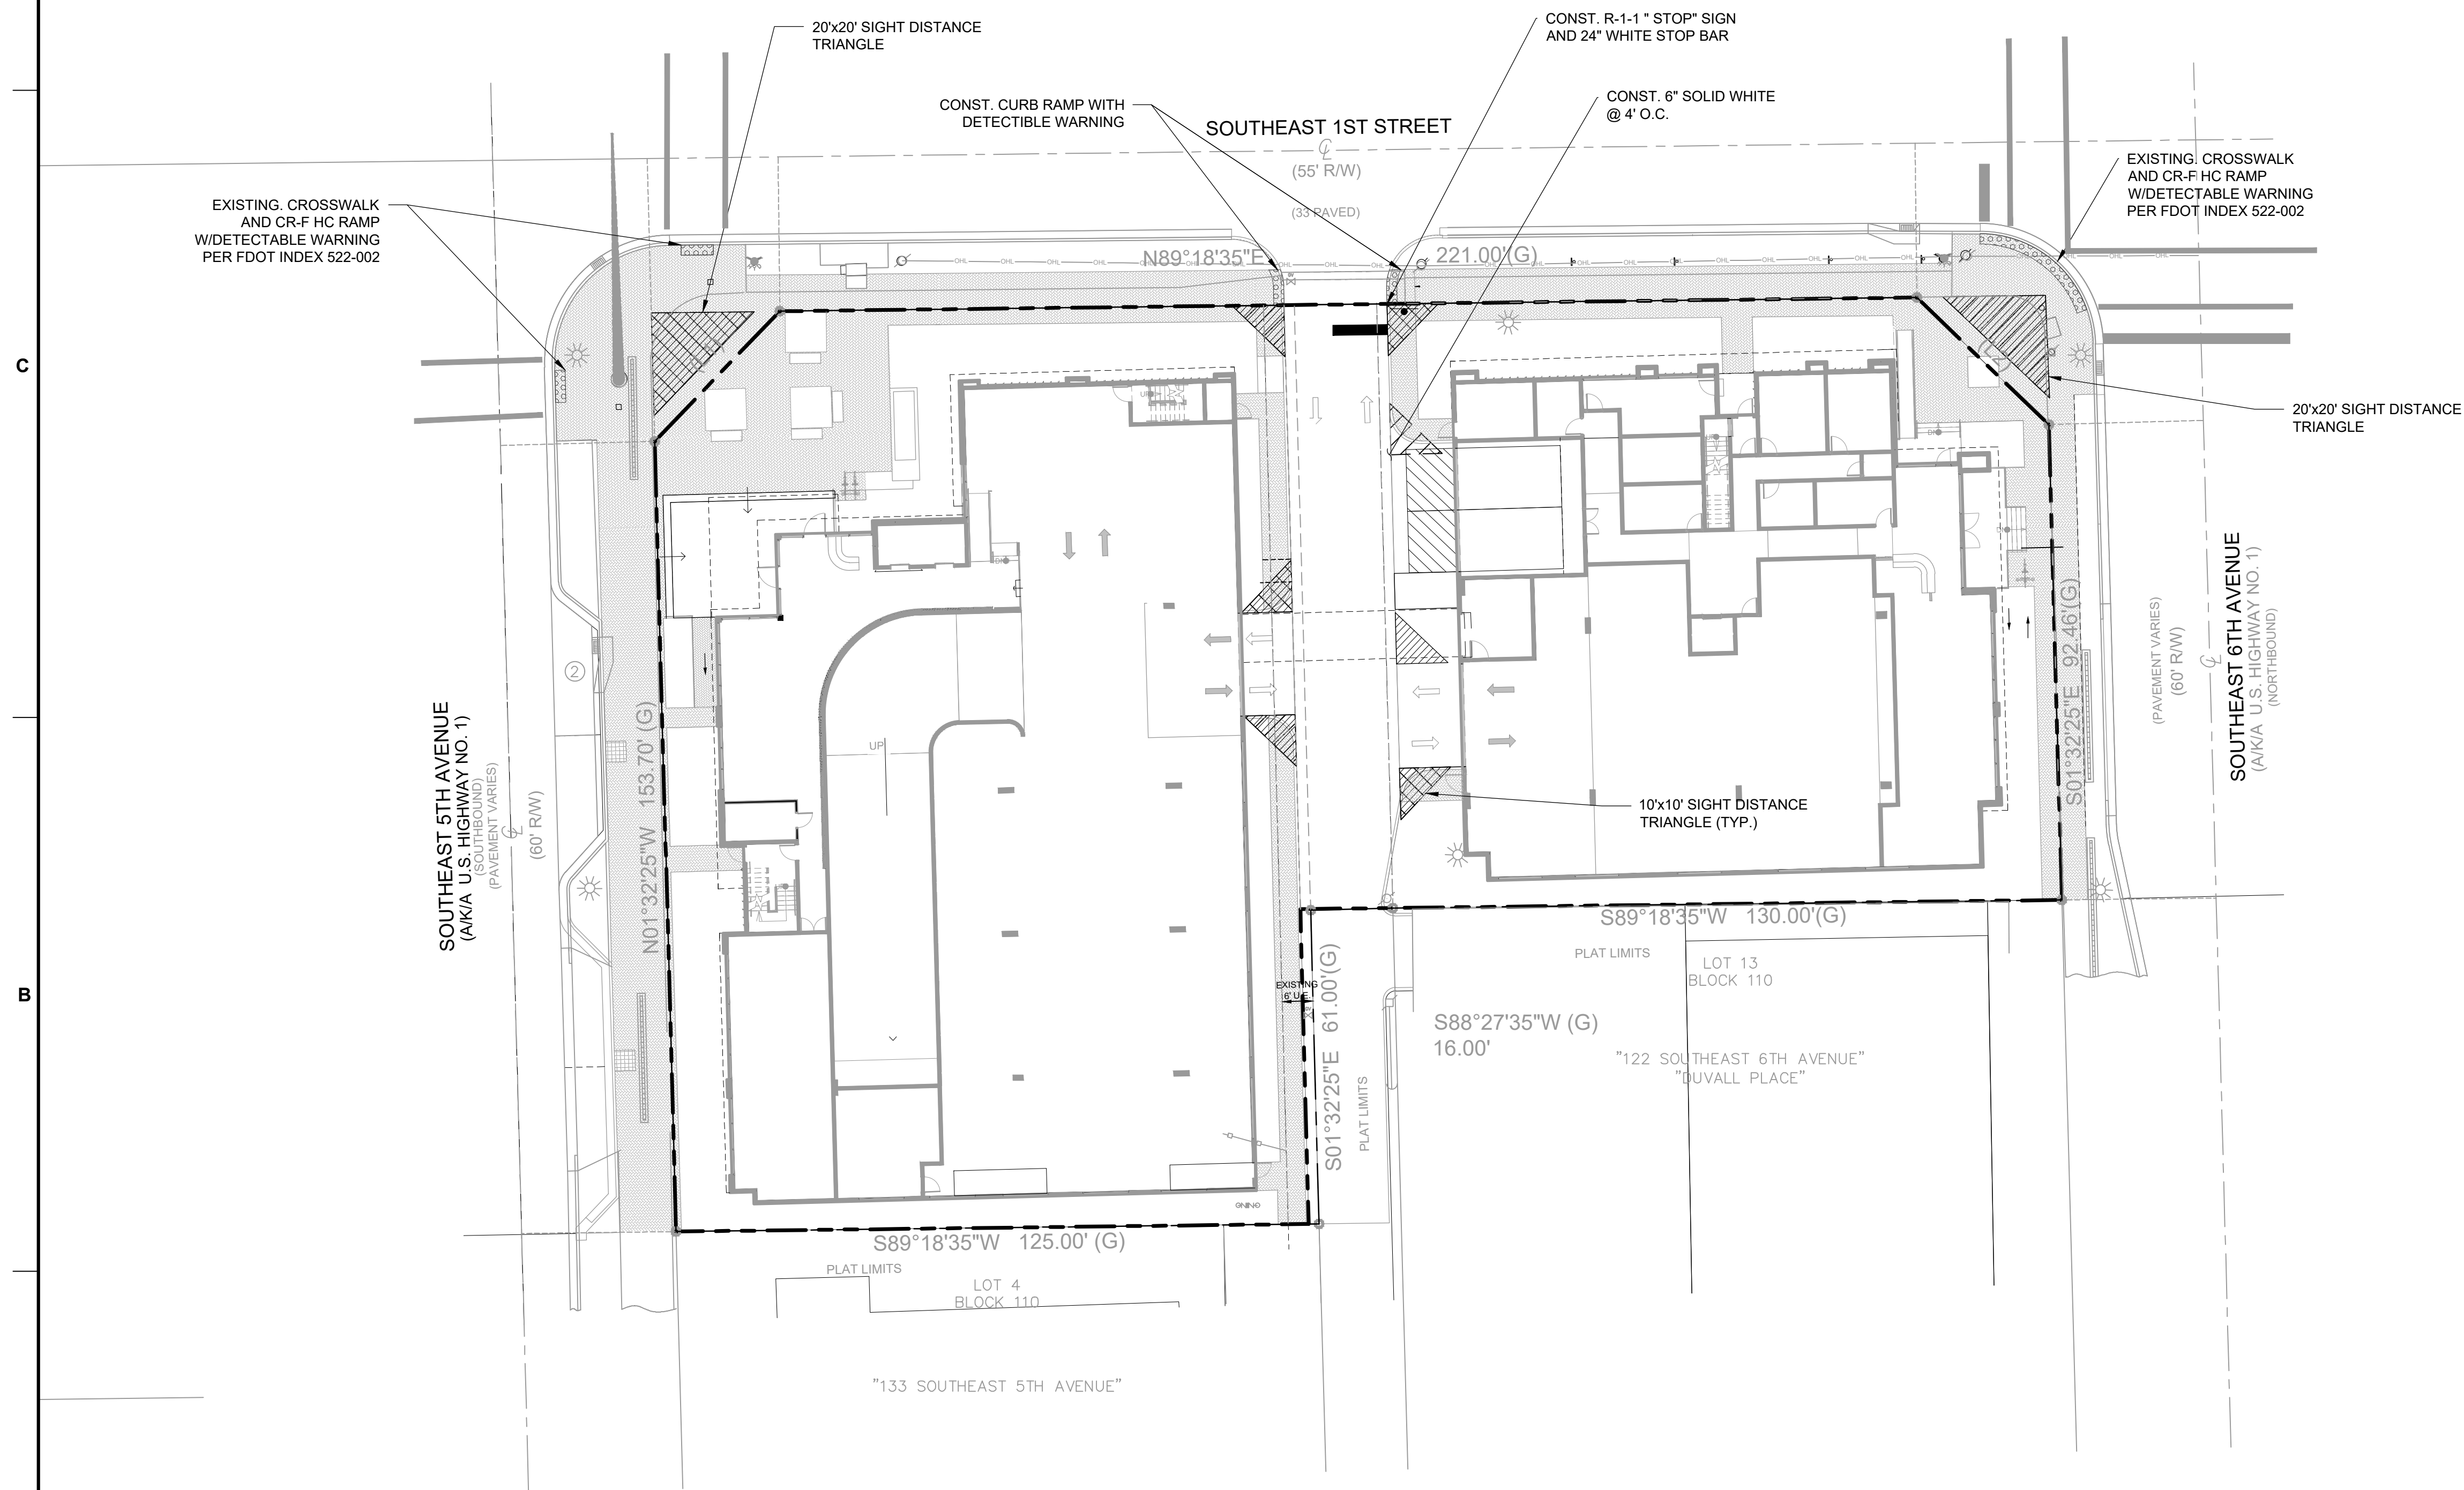 20'x20' SIGHT DISTANCE
TRIANGLE
CONST. R-1-1 " STOP" SIGN
AND 24" WHITE STOP BAR
CONST. CURB RAMP WITH
DETECTIBLE WARNING
CONST. 6" SOLID WHITE
@ 4' O.C.
SOUTHEAST 1ST STREET
(55' R/W)
(33 PAVED)
EXISTING. CROSSWALK
AND CR-F HC RAMP
W/DETECTABLE WARNING
PER FDOT INDEX 522-002
EXISTING. CROSSWALK
AND CR-F HC RAMP
W/DETECTABLE WARNING
PER FDOT INDEX 522-002
N89°18'35"E
221.00'(G)
OHL
C
20'x20' SIGHT DISTANCE
TRIANGLE
2
SOUTHEAST 5TH AVENUE
(A/K/A U.S. HIGHWAY NO. 1)
(SOUTHBOUND)
(PAVEMENT VARIES)
(60' R/W)
N01°32'25"W 153.70' (G)
UP
10'x10' SIGHT DISTANCE
TRIANGLE (TYP.)
S01°32'25"E 92.46'(G)
(PAVEMENT VARIES)
(60' R/W)
SOUTHEAST 6TH AVENUE
(A/K/A U.S. HIGHWAY NO. 1)
(NORTHBOUND)
S89°18'35"W 130.00'(G)
PLAT LIMITS
LOT 13
BLOCK 110
B
EXISTING
6' U.E.
S01°32'25"E 61.00'(G)
PLAT LIMITS
S88°27'35"W (G)
16.00'
"122 SOUTHEAST 6TH AVENUE"
"DUVALL PLACE"
S89°18'35"W 125.00' (G)
PLAT LIMITS
LOT 4
BLOCK 110
"133 SOUTHEAST 5TH AVENUE"